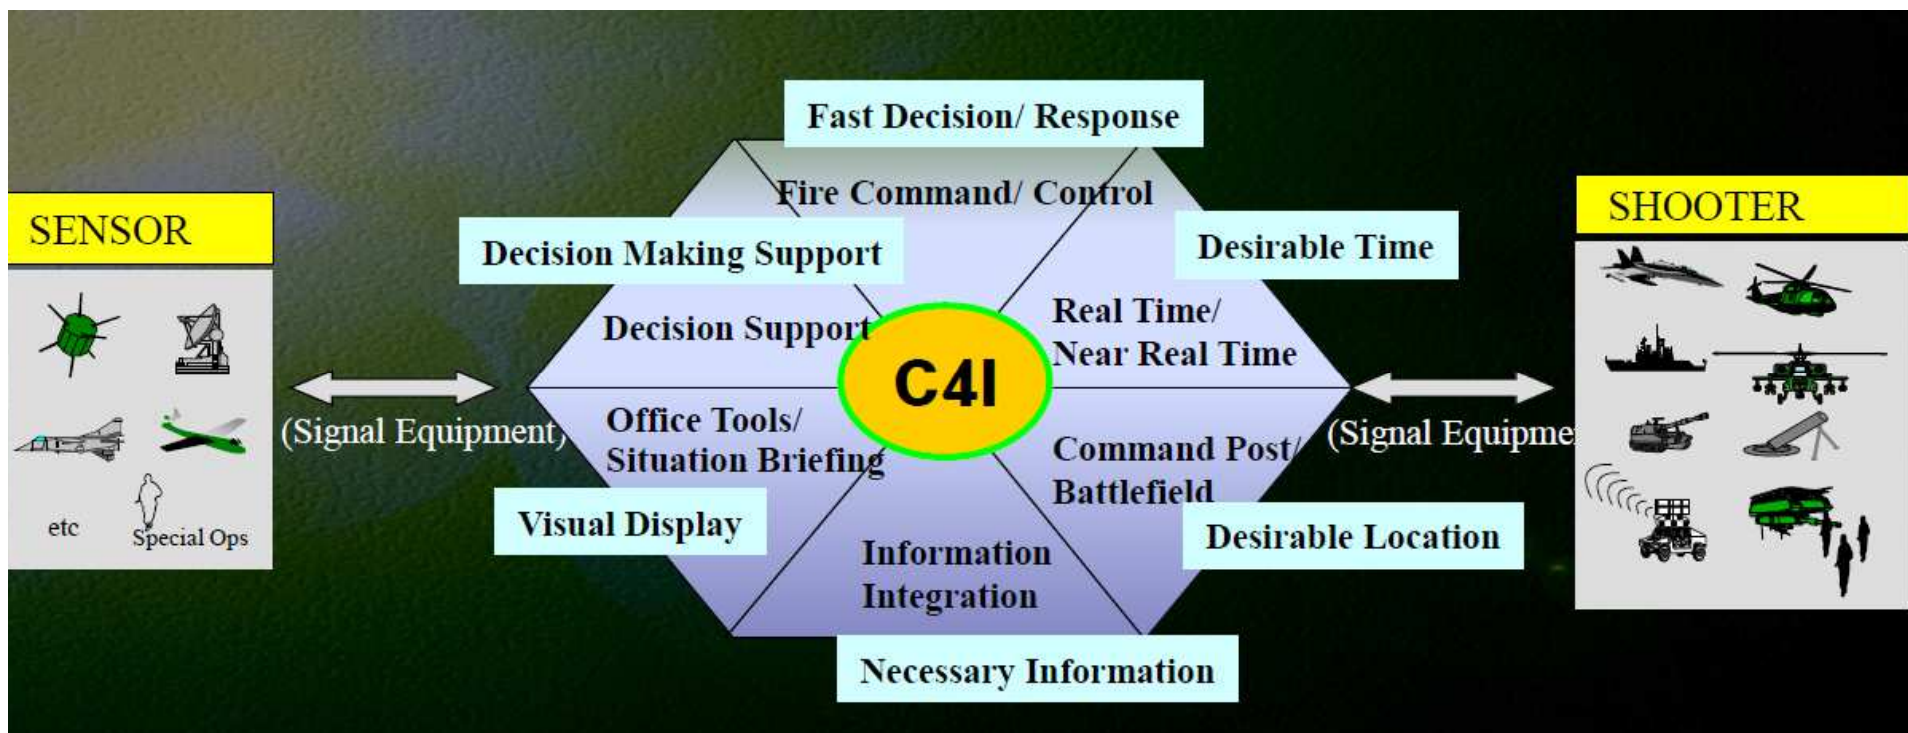 SENSOR
etc
Special Ops
(Signal Equipment)
Fast Decision/ Response
Fire Command/ Control
Decision Making Support
Desirable Time
Decision Support
Real Time/
Near Real Time
C4I
Office Tools/
Situation Briefing
Command Post/
Battlefield
Visual Display
Desirable Location
Information
Integration
Necessary Information
(Signal Equipme
SHOOTER